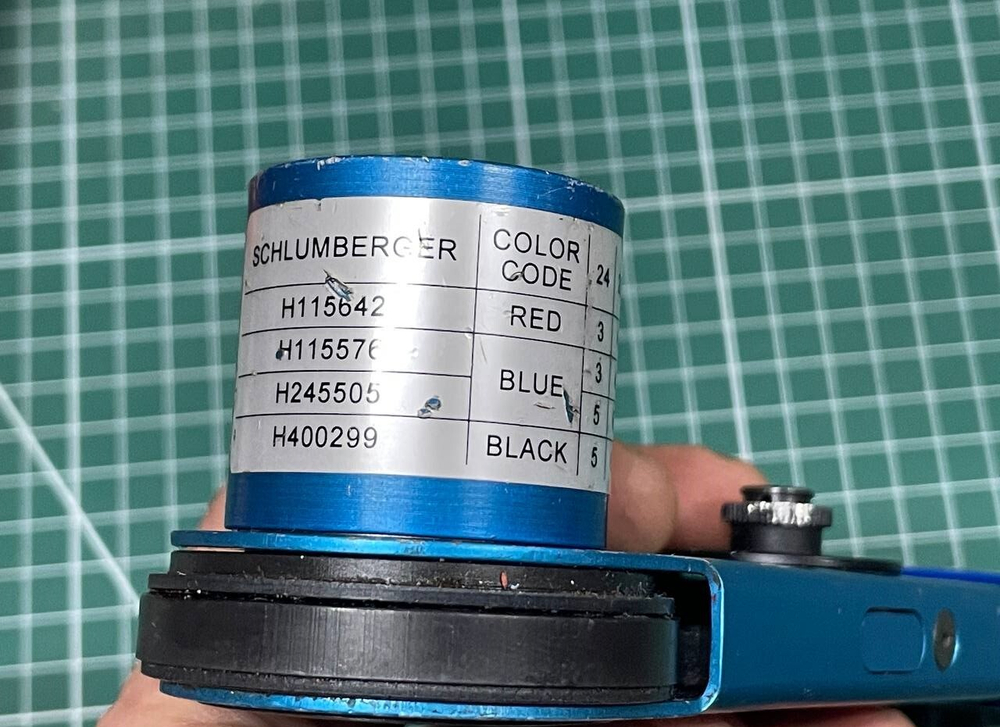 SCHLUMBERGER
COLOR
CODE
24
H115642
RED
3
H115576
BLUE
3
H245505
5
H400299
BLACK
5